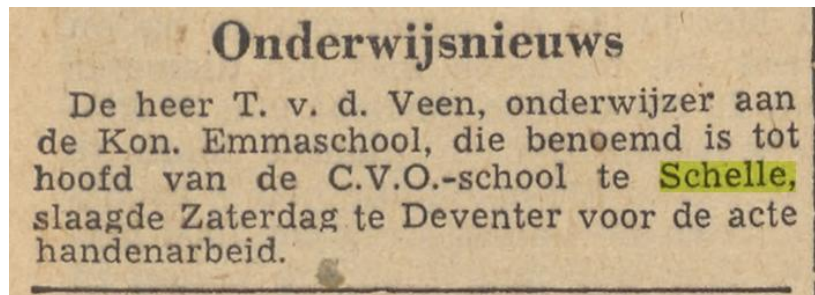 Onderwijsnieuws
De heer T. v. d. Veen, onderwijzer aan
de Kon. Emmaschool, die benoemd is tot
hoofd van de C.V.O.-school te Schelle,
slaagde Zaterdag te Deventer voor de acte
handenarbeid.